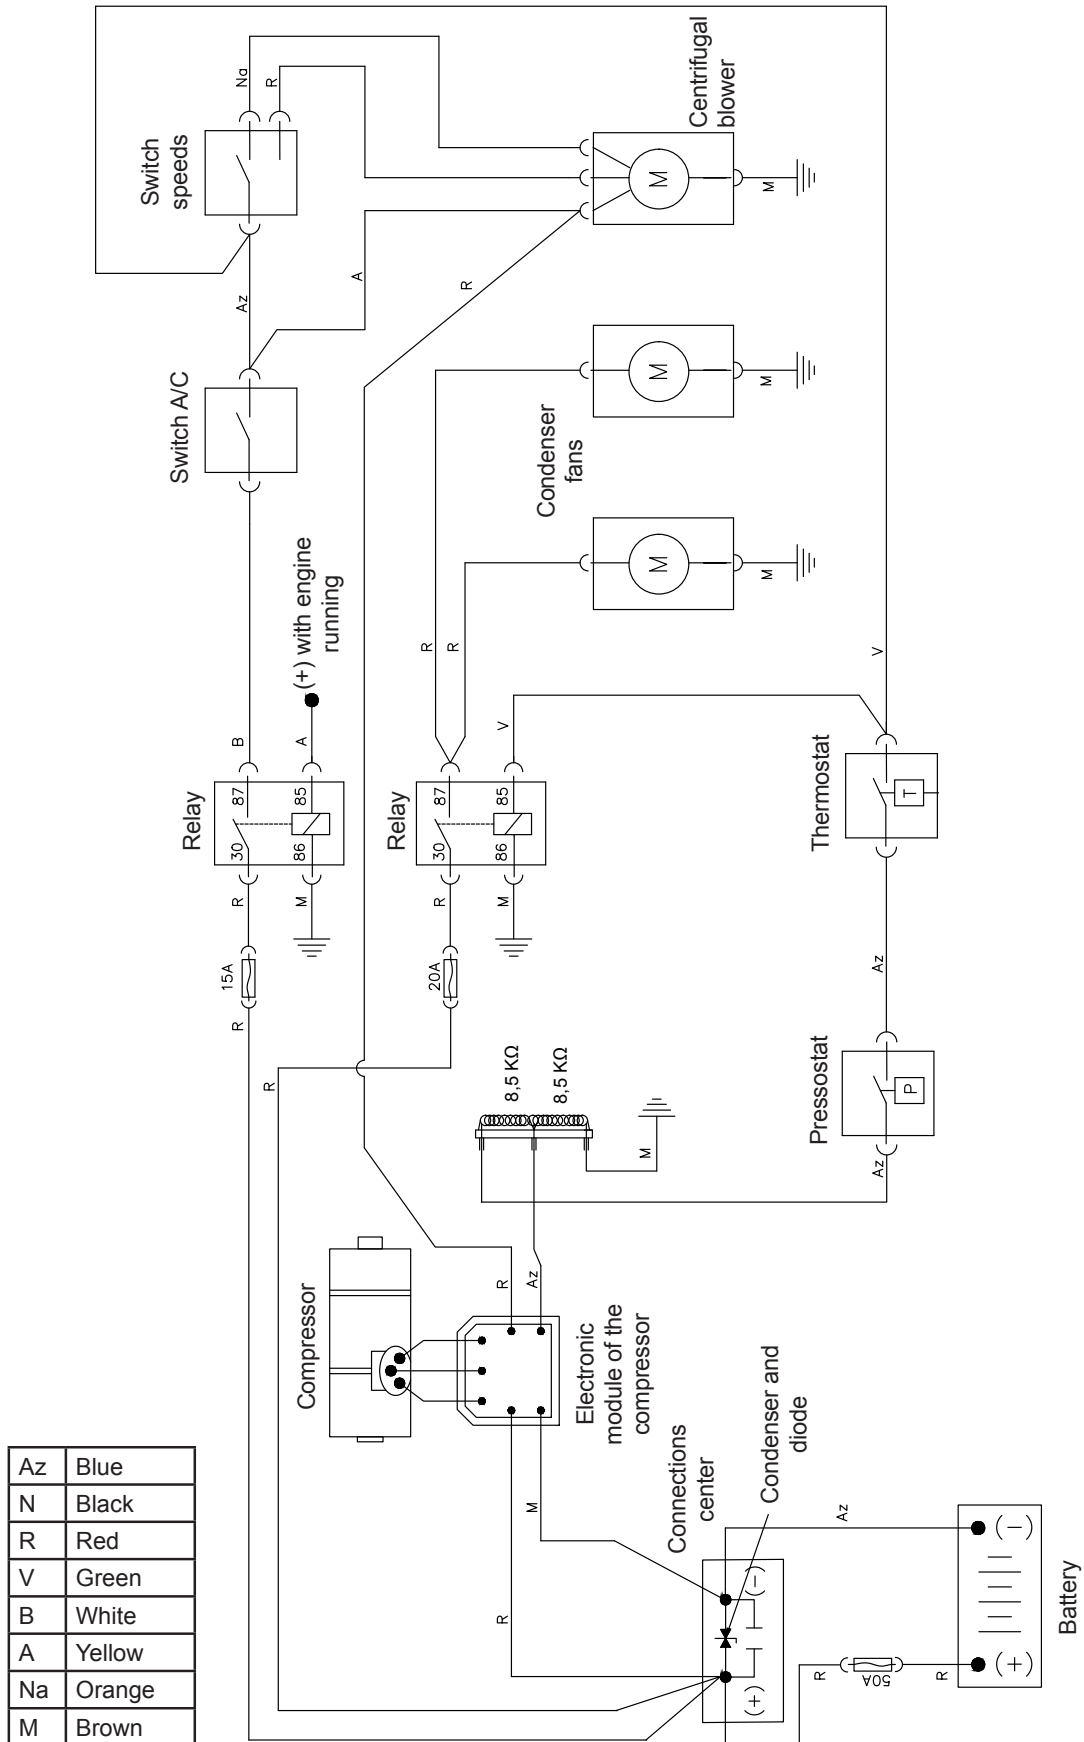 Az Blue
N Black
R Red
V Green
B White
A Yellow
Na Orange
M Brown
Switch
speeds
Na
R
Az
A
R
Centrifugal
blower
M
M
Switch A/C
Condenser
fans
M
M
M
M
(+) with engine
running
R
R
B
A
V
V
Relay
87
85
30
86
R
M
15A
R
Relay
87
85
30
86
R
M
20A
R
Thermostat
T
Az
Pressostat
P
Az
8,5 KΩ
8,5 KΩ
M
Compressor
R
Az
Electronic
module of the
compressor
R
M
Connections
center
Condenser and
diode
(-)
(+)
Az
R
50A
R
(-)
(+)
Battery